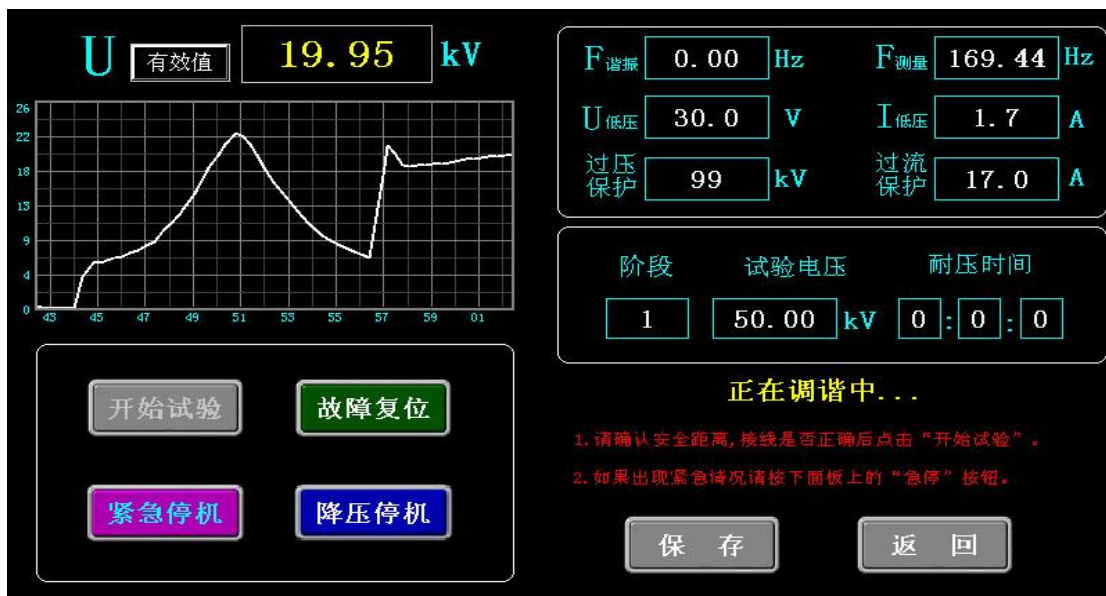 U 有效值 19.95 kV
26
22
18
13
9
4
0
43 45 47 49 51 53 55 57 59 01
开始试验 故障复位
紧急停机 降压停机
F谐振 0.00 Hz F测量 169.44 Hz
U低压 30.0 V I低压 1.7 A
过压保护 99 kV 过流保护 17.0 A
阶段 试验电压 耐压时间
1 50.00 kV 0:0:0
正在调谐中...
1.请确认安全距离,接线是否正确后点击“开始试验”。
2.如果出现紧急情况请按下面板上的“急停”按钮。
保 存 返 回